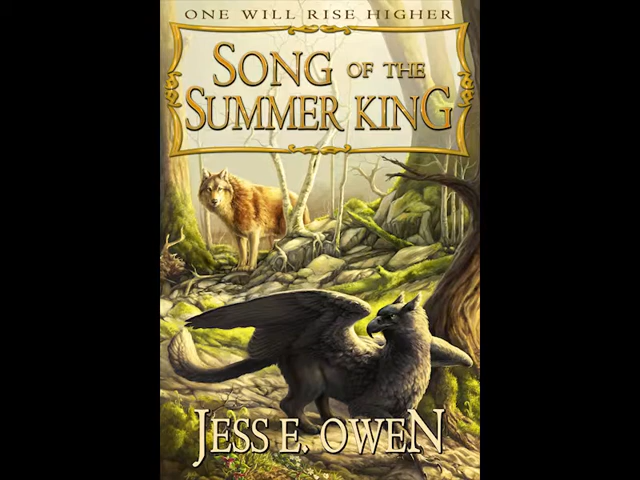 ONE WILL RISE HIGHER
SONG OF THE
SUMMER KING
JESS E. OWEN